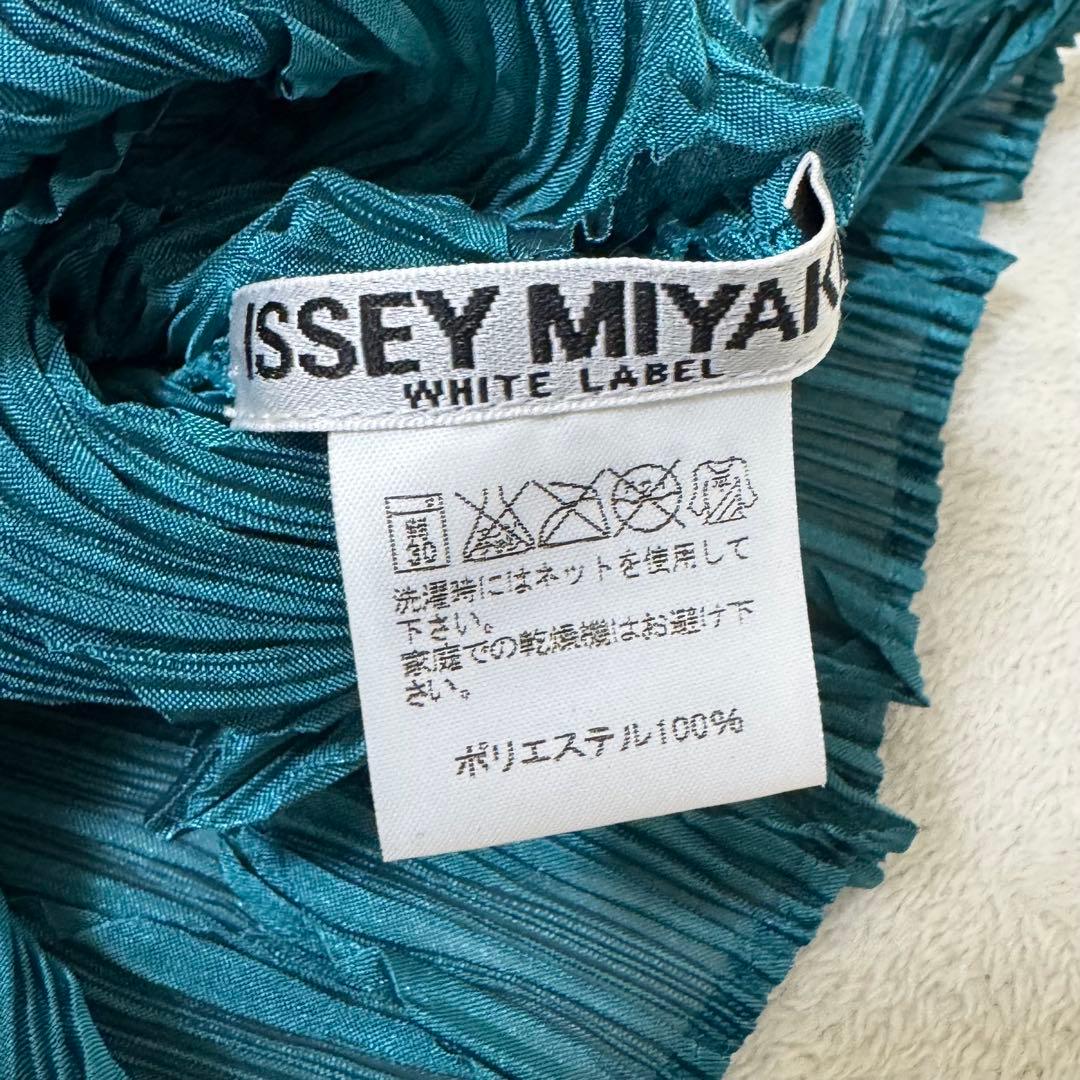 ISSEY MIYAK
WHITE LABEL
洗濯時にはネットを使用して
下さい。
家庭での乾燥機はお避け下
さい。
ポリエステル100%